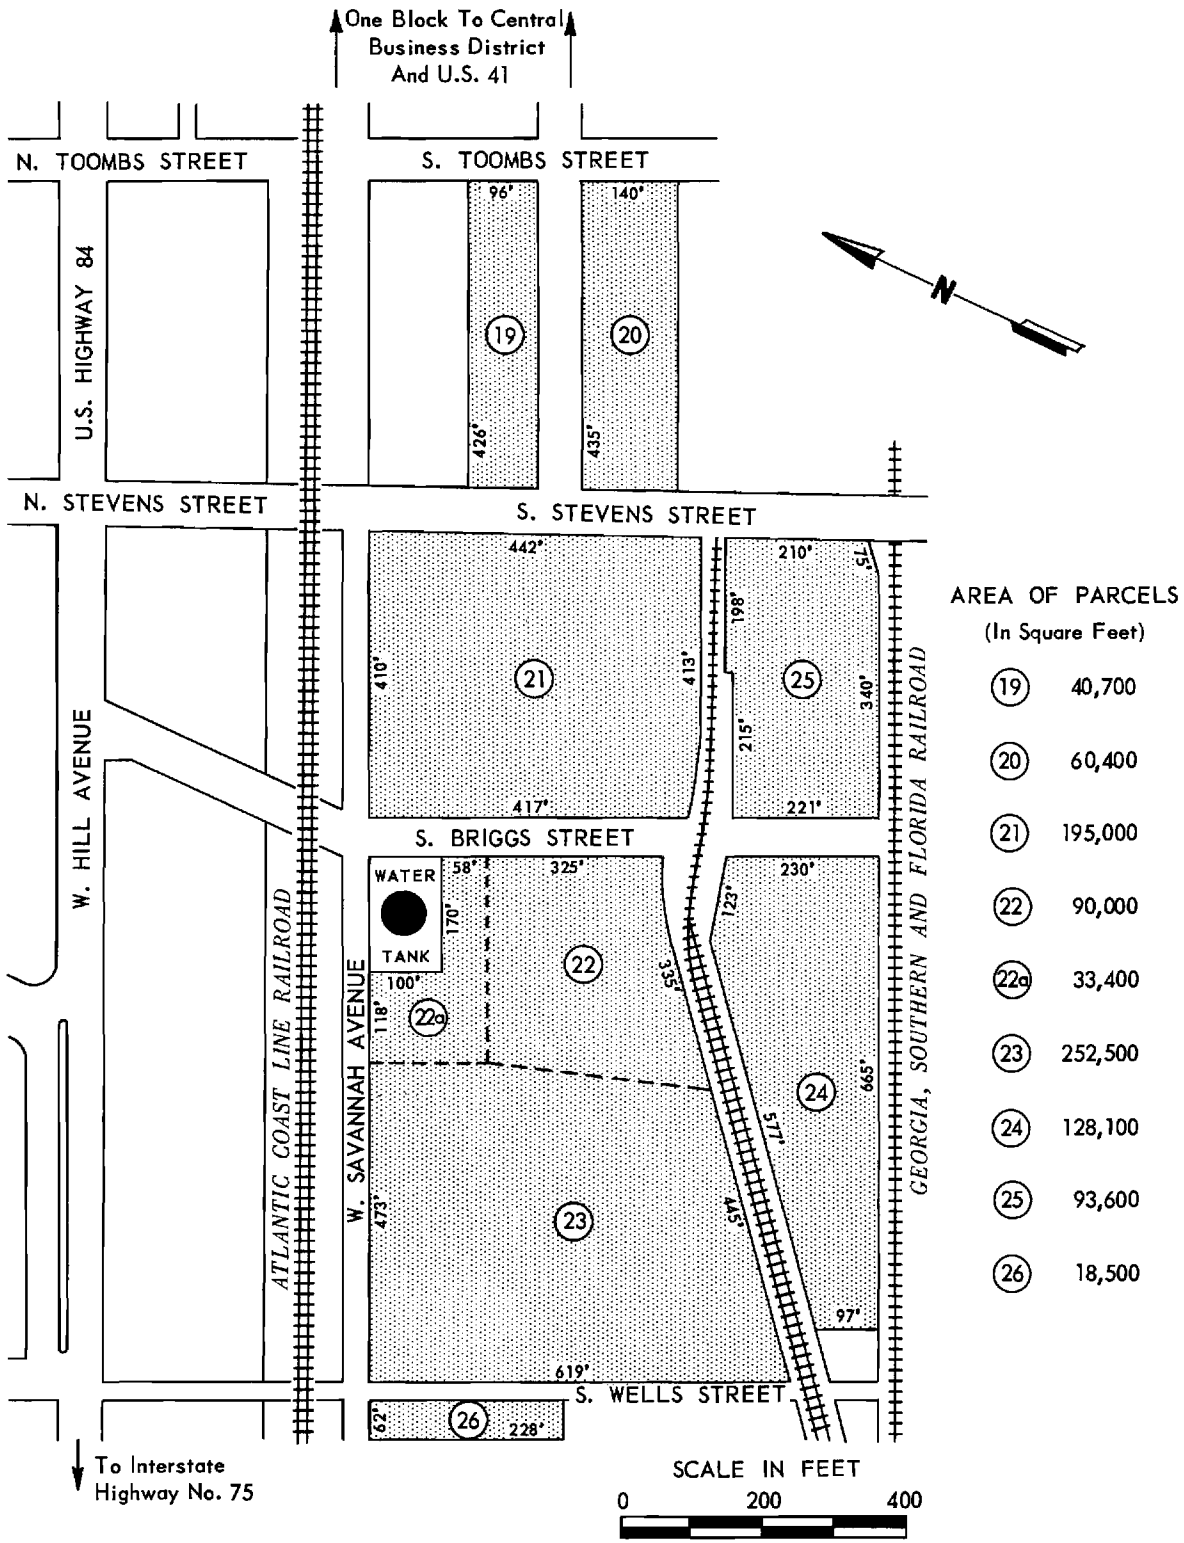 One Block To Central
Business District
And U.S. 41
N. TOOMBS STREET
S. TOOMBS STREET
96'
140'
U.S. HIGHWAY 84
19
20
N
426'
435'
N. STEVENS STREET
S. STEVENS STREET
442'
210'
75'
198'
410'
413'
21
25
340'
215'
417'
221'
W. HILL AVENUE
S. BRIGGS STREET
WATER
TANK
58'
325'
230'
170'
123'
100'
22
335'
118'
22a
ATLANTIC COAST LINE RAILROAD
W. SAVANNAH AVENUE
GEORGIA, SOUTHERN AND FLORIDA RAILROAD
24
665'
577'
473'
23
445'
97'
619'
S. WELLS STREET
62'
26
228'
To Interstate
Highway No. 75
AREA OF PARCELS
(In Square Feet)
19 40,700
20 60,400
21 195,000
22 90,000
22a 33,400
23 252,500
24 128,100
25 93,600
26 18,500
SCALE IN FEET
0 200 400